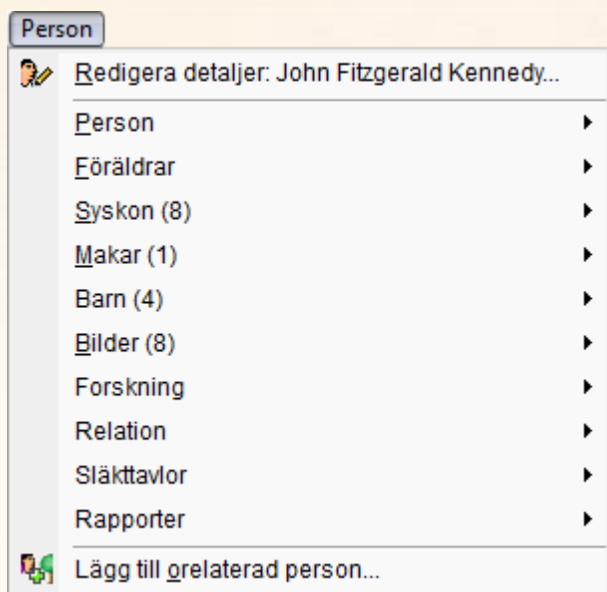 Person
Redigera detaljer: John Fitzgerald Kennedy...
Person
Föräldrar
Syskon (8)
Makar (1)
Barn (4)
Bilder (8)
Forskning
Relation
Släkttavlor
Rapporter
Lägg till orelaterad person...